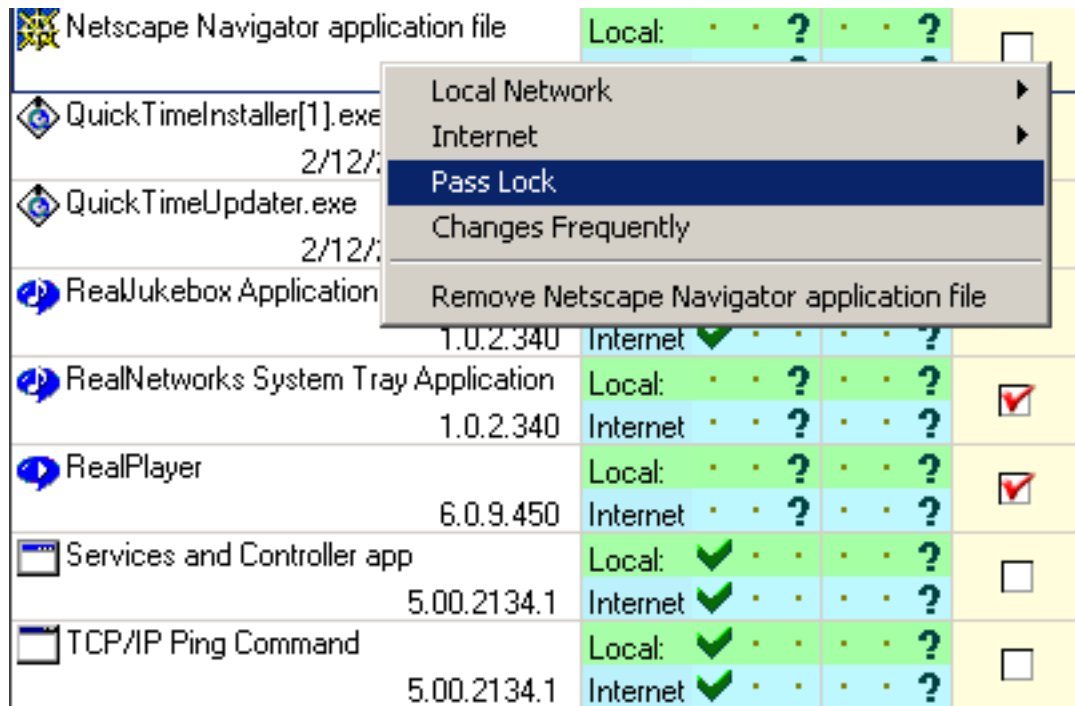 Netscape Navigator application file
Local: ? ?
Local Network
Internet
Pass Lock
Changes Frequently
Remove Netscape Navigator application file
QuickTimeInstaller[1].exe
2/12/
QuickTimeUpdater.exe
2/12/
RealJukebox Application
1.0.2.340 Internet ?
RealNetworks System Tray Application
Local: ? ?
1.0.2.340 Internet ? ?
RealPlayer
Local: ? ?
6.0.9.450 Internet ? ?
Services and Controller app
Local: ?
5.00.2134.1 Internet ?
TCP/IP Ping Command
Local: ?
5.00.2134.1 Internet ?